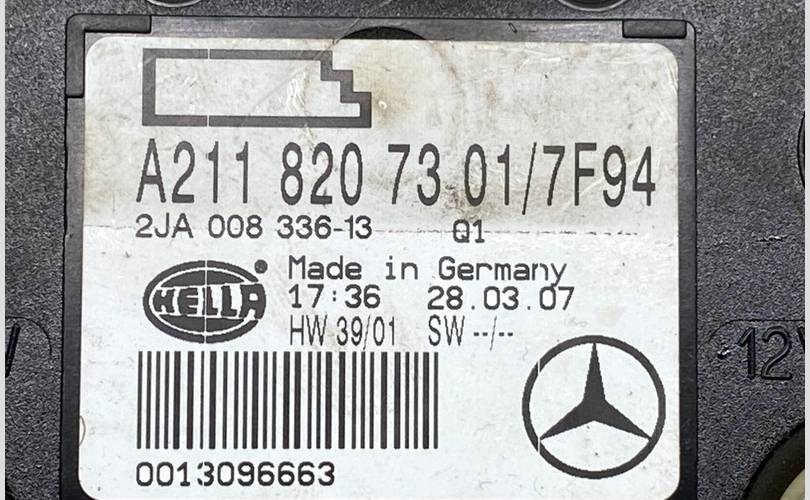 A211 820 73 01/7F94
2JA 008 336-13 Q1
HELLA ®
Made in Germany
17:36 28.03.07
HW 39/01 SW --/--
0013096663
12V